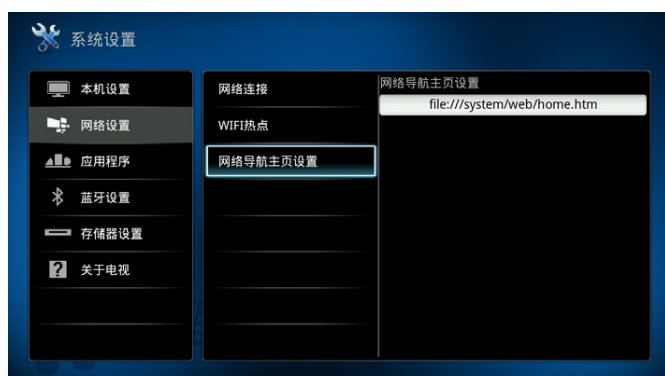 系统设置
本机设置
网络设置
应用程序
蓝牙设置
存储器设置
关于电视
网络连接
WIFI热点
网络导航主页设置
网络导航主页设置
file:///system/web/home.htm